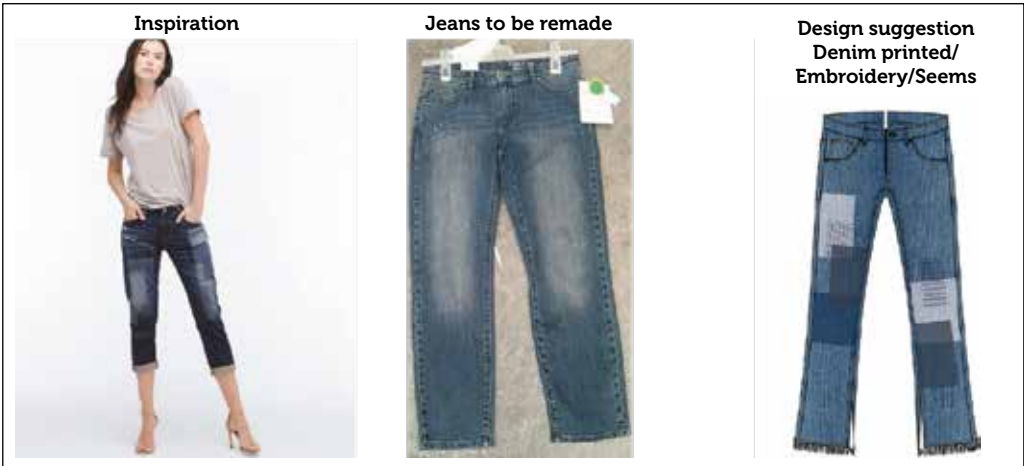 Inspiration
Jeans to be remade
Design suggestion
Denim printed/
Embroidery/Seems